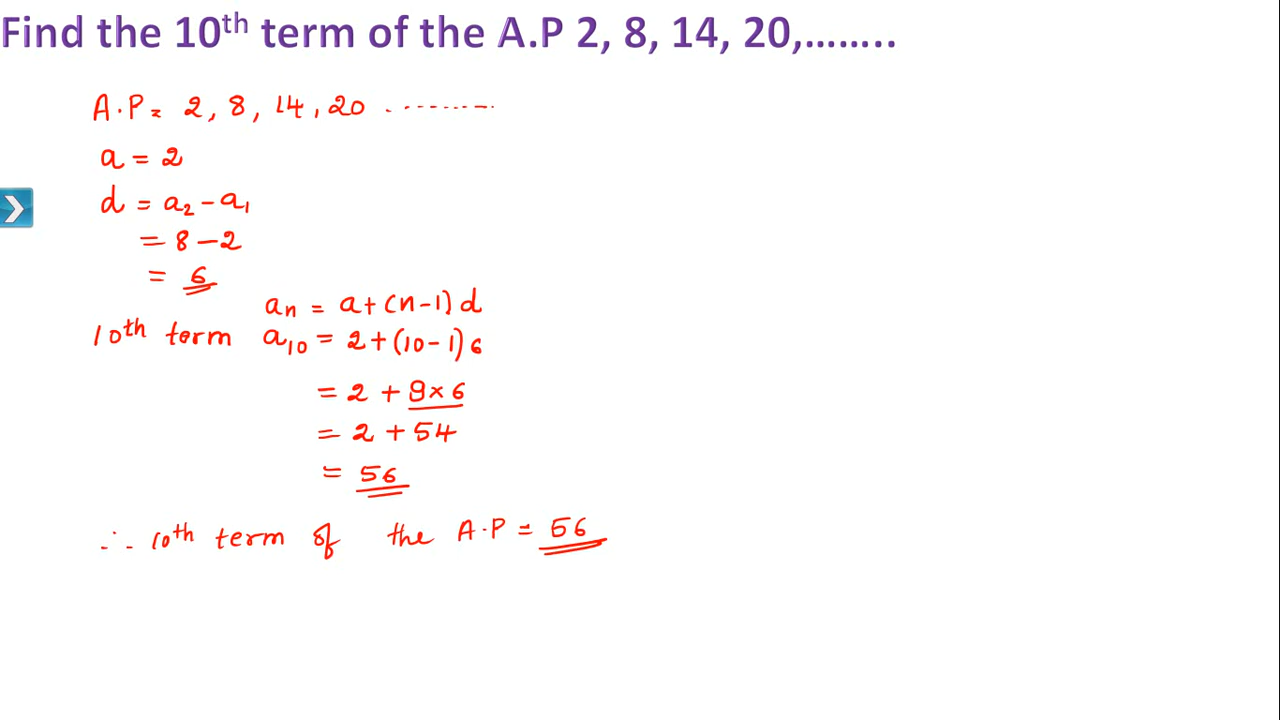 Find the 10th term of the A.P 2, 8, 14, 20,........
A.P = 2, 8, 14, 20 ..........
a = 2
d = a2 - a1
= 8 - 2
= 6
an = a + (n - 1) d
10th term a10 = 2 + (10 - 1) 6
= 2 + 9 × 6
= 2 + 54
= 56
∴ 10th term of the A.P = 56